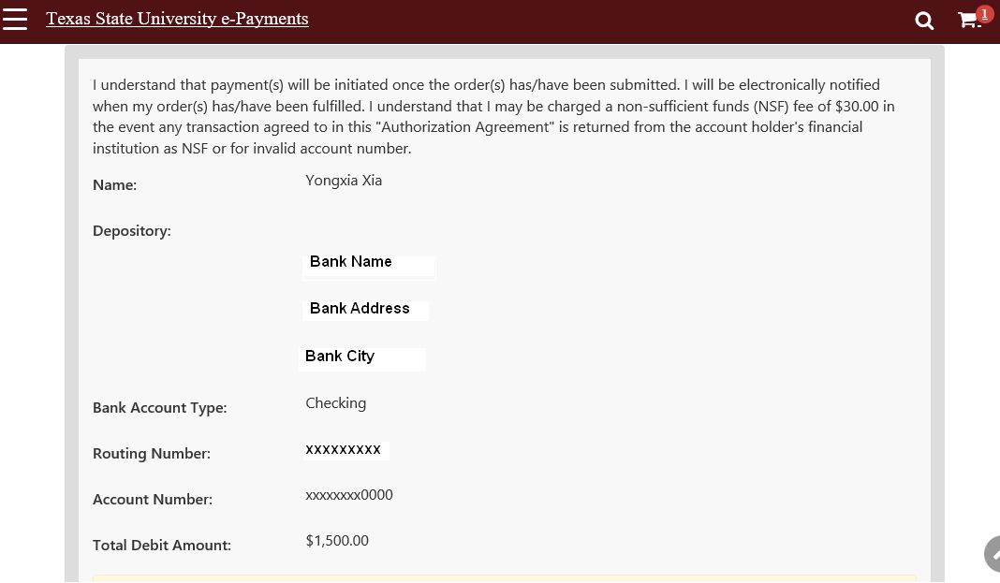 Texas State University e-Payments
1
I understand that payment(s) will be initiated once the order(s) has/have been submitted. I will be electronically notified
when my order(s) has/have been fulfilled. I understand that I may be charged a non-sufficient funds (NSF) fee of $30.00 in
the event any transaction agreed to in this "Authorization Agreement" is returned from the account holder's financial
institution as NSF or for invalid account number.
Name: Yongxia Xia
Depository:
Bank Name
Bank Address
Bank City
Bank Account Type: Checking
Routing Number: xxxxxxxxx
Account Number: xxxxxxxx0000
Total Debit Amount: $1,500.00